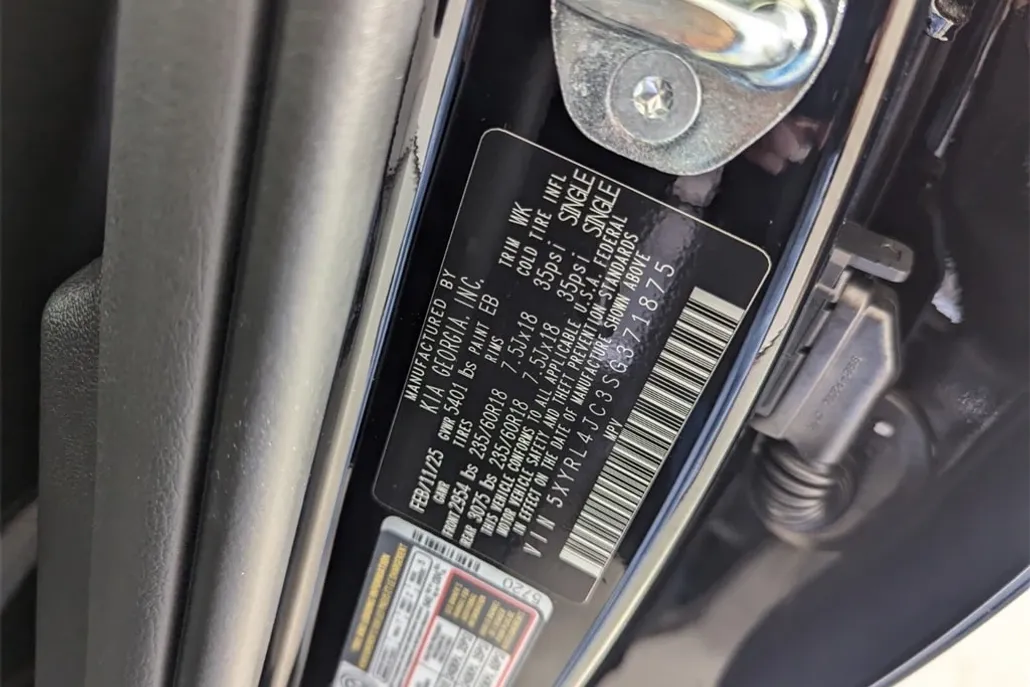 MANUFACTURED BY
KIA GEORGIA, INC.
FEB/11/25 GVWR 5401 lbs PAINT EB TRIM WK
GAWR TIRES RIMS COLD TIRE INFL
FRNT 2954 lbs 235/60R18 7.5Jx18 35psi SINGLE
REAR 3075 lbs 235/60R18 7.5Jx18 35psi SINGLE
THIS VEHICLE CONFORMS TO ALL APPLICABLE U.S.A. FEDERAL
MOTOR VEHICLE SAFETY AND THEFT PREVENTION STANDARDS
IN EFFECT ON THE DATE OF MANUFACTURE SHOWN ABOVE
VIN 5XYRL4JC3SG371875
MPV
5720